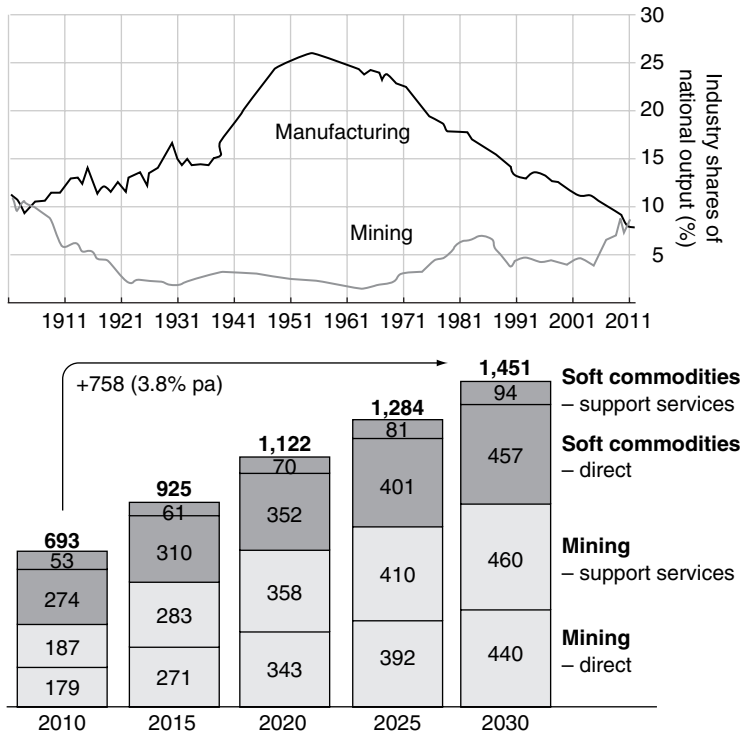 30
25
20
15
10
5
Industry shares of
national output (%)
Manufacturing
Mining
1911 1921 1931 1941 1951 1961 1971 1981 1991 2001 2011
+758 (3.8% pa)
693
53
274
187
179
925
61
310
283
271
1,122
70
352
358
343
1,284
81
401
410
392
1,451
94
457
460
440
Soft commodities
– support services
Soft commodities
– direct
Mining
– support services
Mining
– direct
2010 2015 2020 2025 2030